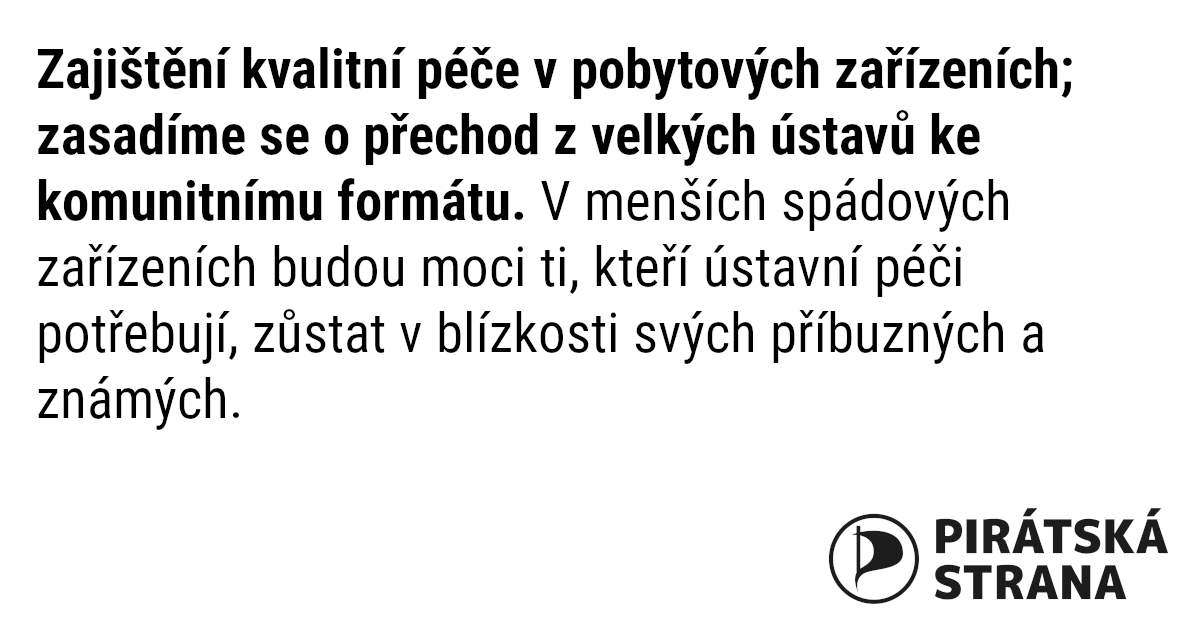 Zajištění kvalitní péče v pobytových zařízeních;
zasadíme se o přechod z velkých ústavů ke
komunitnímu formátu. V menších spádových
zařízeních budou moci ti, kteří ústavní péči
potřebují, zůstat v blízkosti svých příbuzných a
známých.
PIRÁTSKÁ
STRANA